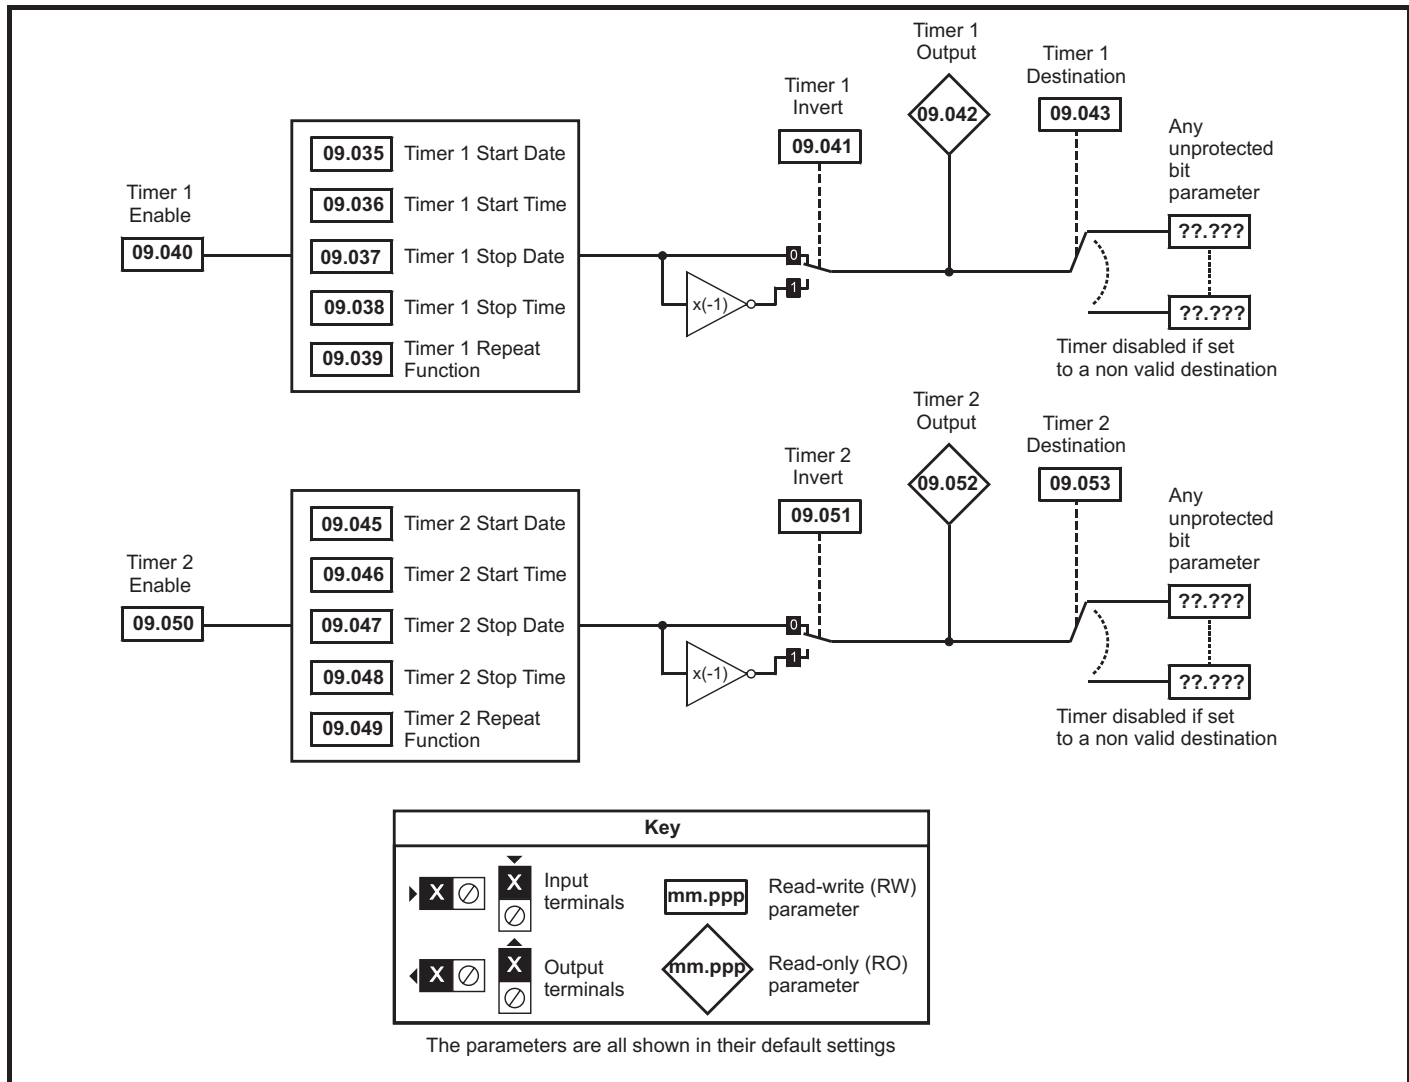 Timer 1
Output
Timer 1
Destination
Timer 1
Invert
09.042
09.043
Any
unprotected
bit
parameter
09.041
09.035 Timer 1 Start Date
Timer 1
Enable
09.036 Timer 1 Start Time
09.040
09.037 Timer 1 Stop Date
0
??.???
x(-1)
1
09.038 Timer 1 Stop Time
??.???
09.039 Timer 1 Repeat
Function
Timer disabled if set
to a non valid destination
Timer 2
Output
Timer 2
Destination
Timer 2
Invert
09.052
09.053
Any
unprotected
bit
parameter
09.051
09.045 Timer 2 Start Date
Timer 2
Enable
09.046 Timer 2 Start Time
09.050
09.047 Timer 2 Stop Date
0
??.???
x(-1)
1
09.048 Timer 2 Stop Time
??.???
09.049 Timer 2 Repeat
Function
Timer disabled if set
to a non valid destination
Key
X
X
Input
terminals
mm.ppp
Read-write (RW)
parameter
X
X
Output
terminals
mm.ppp
Read-only (RO)
parameter
The parameters are all shown in their default settings